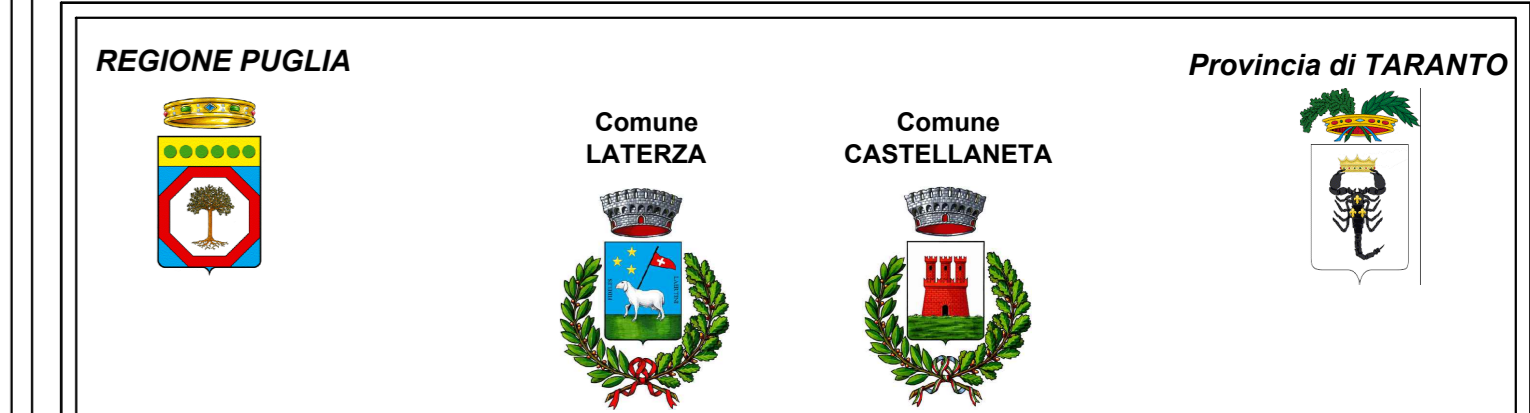 REGIONE PUGLIA
Provincia di TARANTO
Comune
LATERZA
Comune
CASTELLANETA